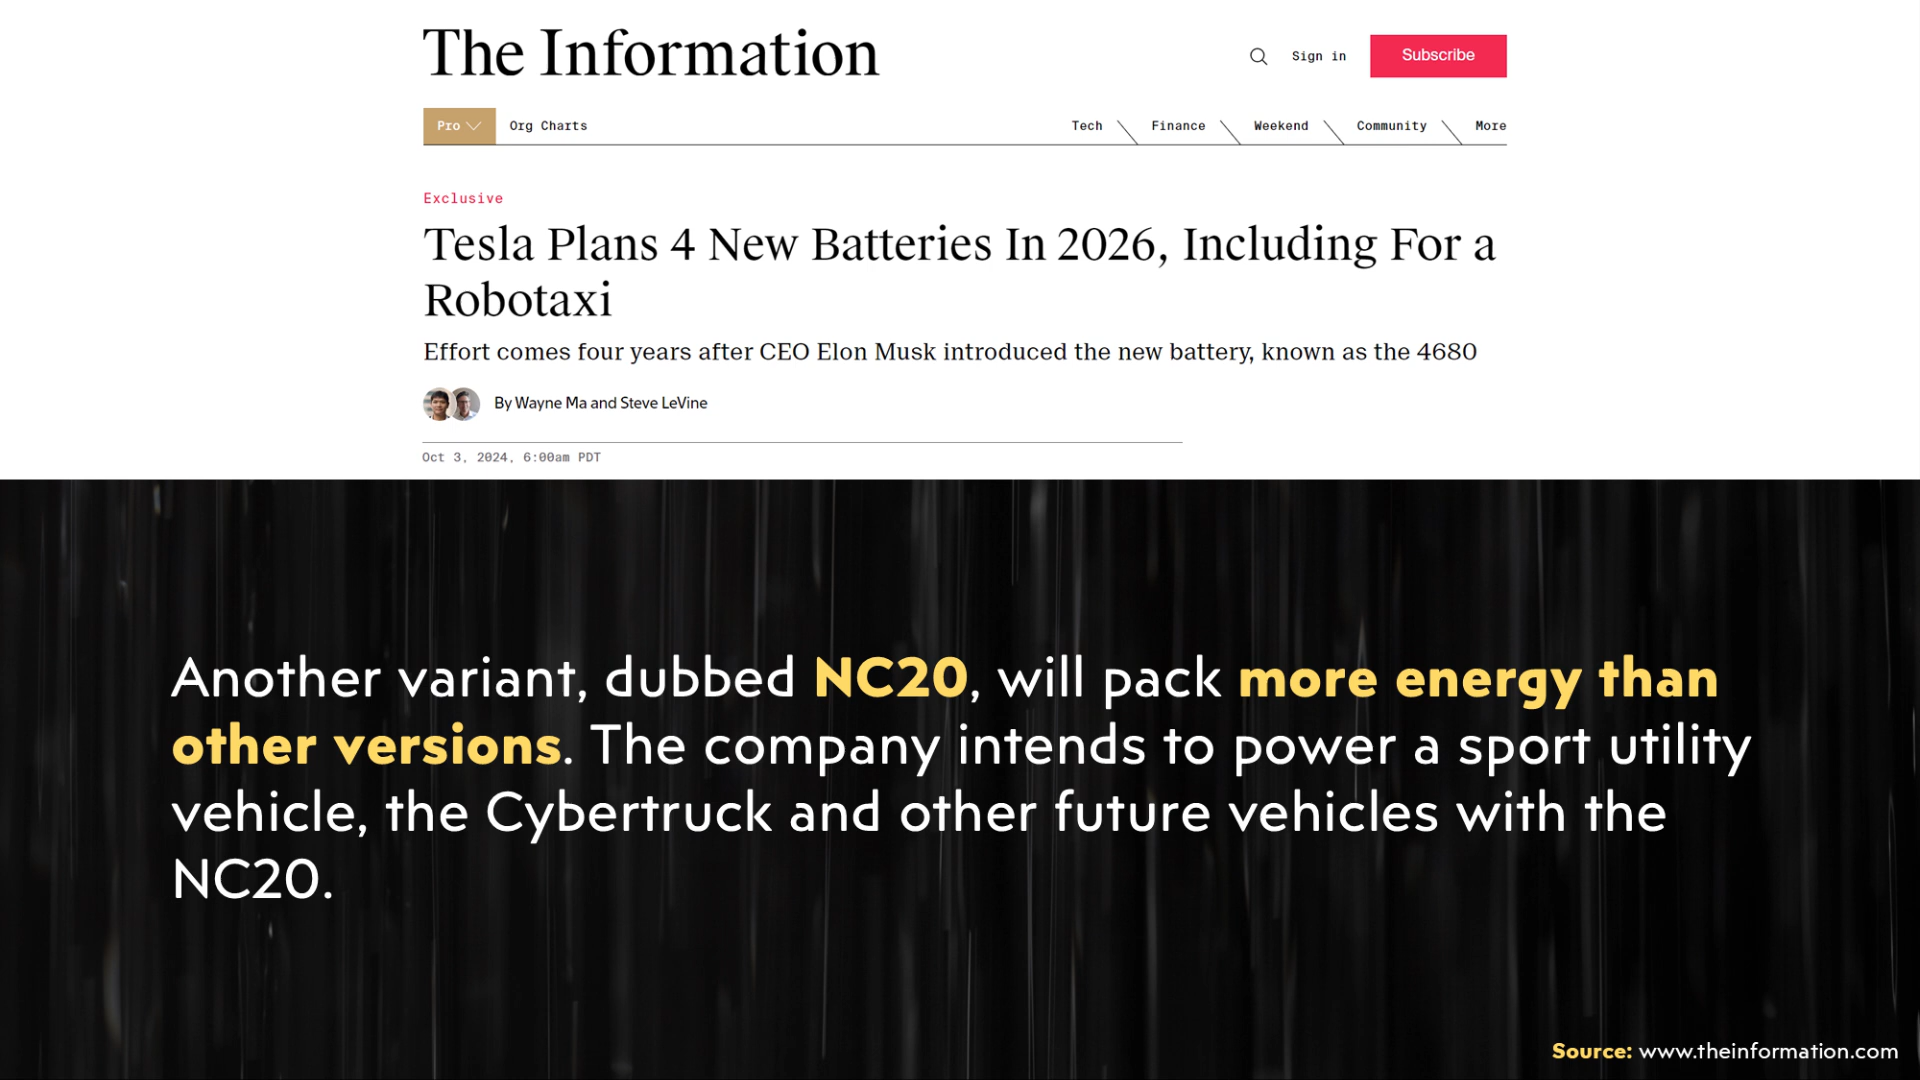 The Information
Sign in
Subscribe
Pro
Org Charts
Tech
Finance
Weekend
Community
More
Exclusive
Tesla Plans 4 New Batteries In 2026, Including For a
Robotaxi
Effort comes four years after CEO Elon Musk introduced the new battery, known as the 4680
By Wayne Ma and Steve LeVine
Oct 3, 2024, 6:00am PDT
Another variant, dubbed NC20, will pack more energy than
other versions. The company intends to power a sport utility
vehicle, the Cybertruck and other future vehicles with the
NC20.
Source: www.theinformation.com